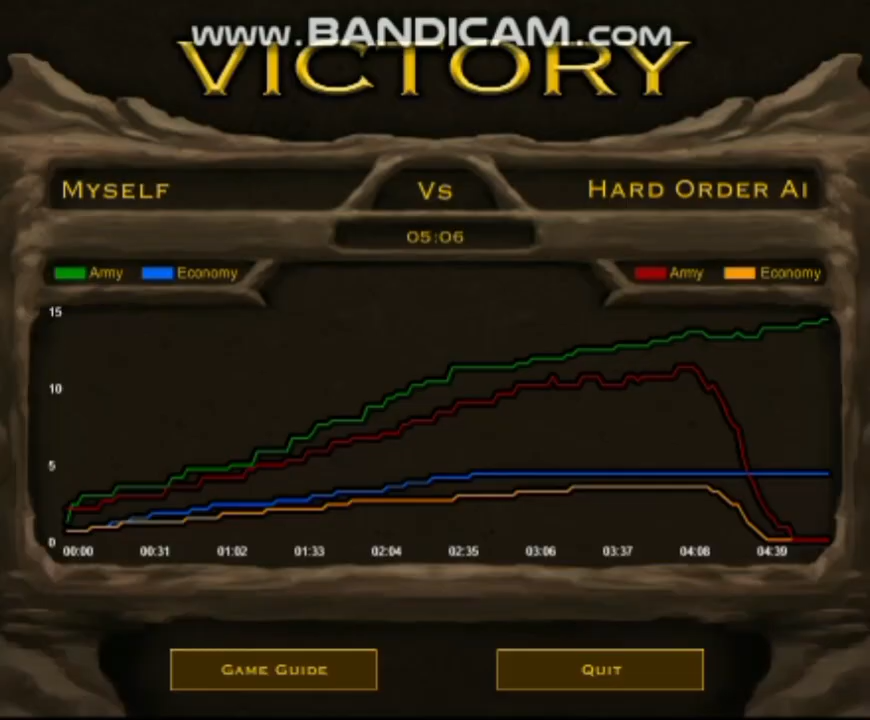 www.BANDICAM.COM
VICTORY
MYSELF VS HARD ORDER AI
05:06
Army Economy Army Economy
15
10
5
0
00:00 00:31 01:02 01:33 02:04 02:35 03:06 03:37 04:08 04:39
GAME GUIDE QUIT